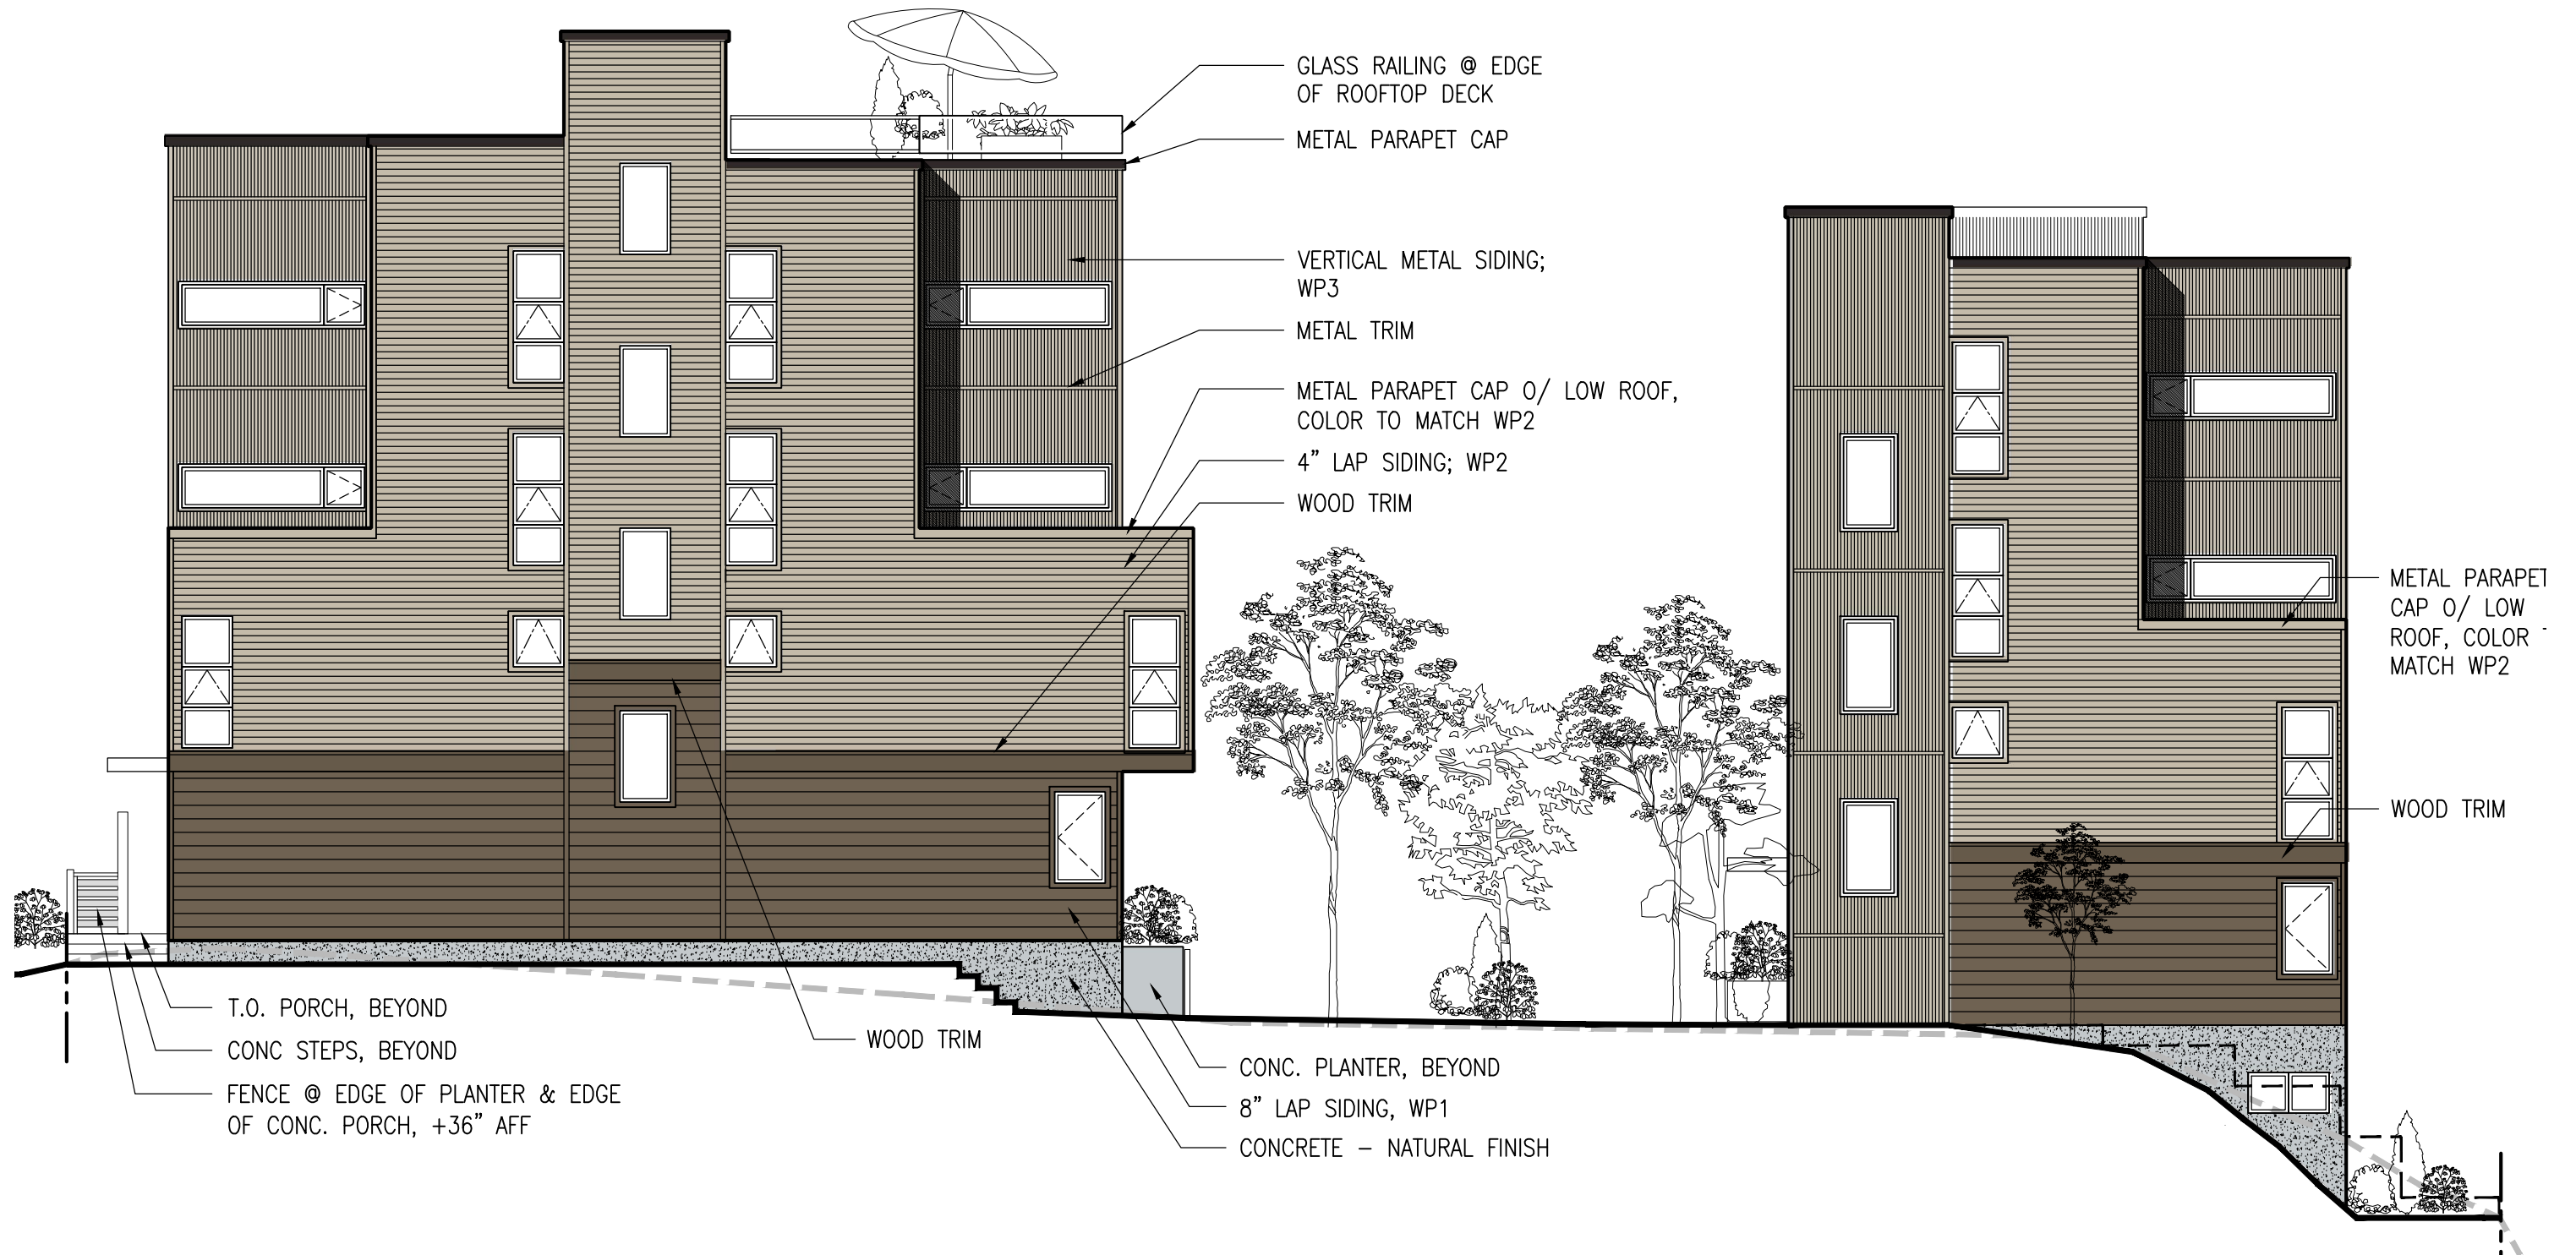 GLASS RAILING @ EDGE
OF ROOFTOP DECK
METAL PARAPET CAP
VERTICAL METAL SIDING;
WP3
METAL TRIM
METAL PARAPET CAP O/ LOW ROOF,
COLOR TO MATCH WP2
4" LAP SIDING; WP2
WOOD TRIM
METAL PARAPET
CAP O/ LOW
ROOF, COLOR
MATCH WP2
WOOD TRIM
T.O. PORCH, BEYOND
CONC STEPS, BEYOND
FENCE @ EDGE OF PLANTER & EDGE
OF CONC. PORCH, +36" AFF
WOOD TRIM
CONC. PLANTER, BEYOND
8" LAP SIDING, WP1
CONCRETE – NATURAL FINISH